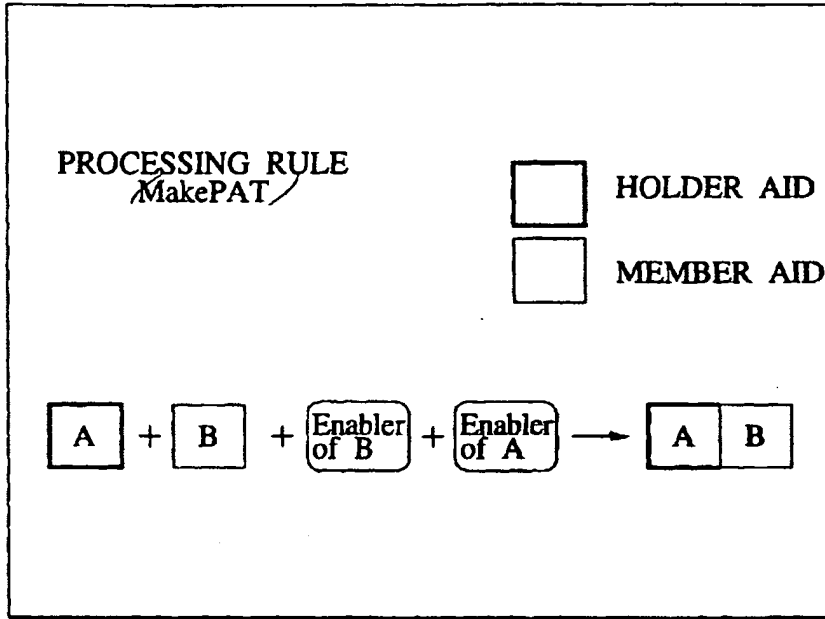 PROCESSING RULE
MakePAT
HOLDER AID
MEMBER AID
A + B + Enabler of B + Enabler of A → A B